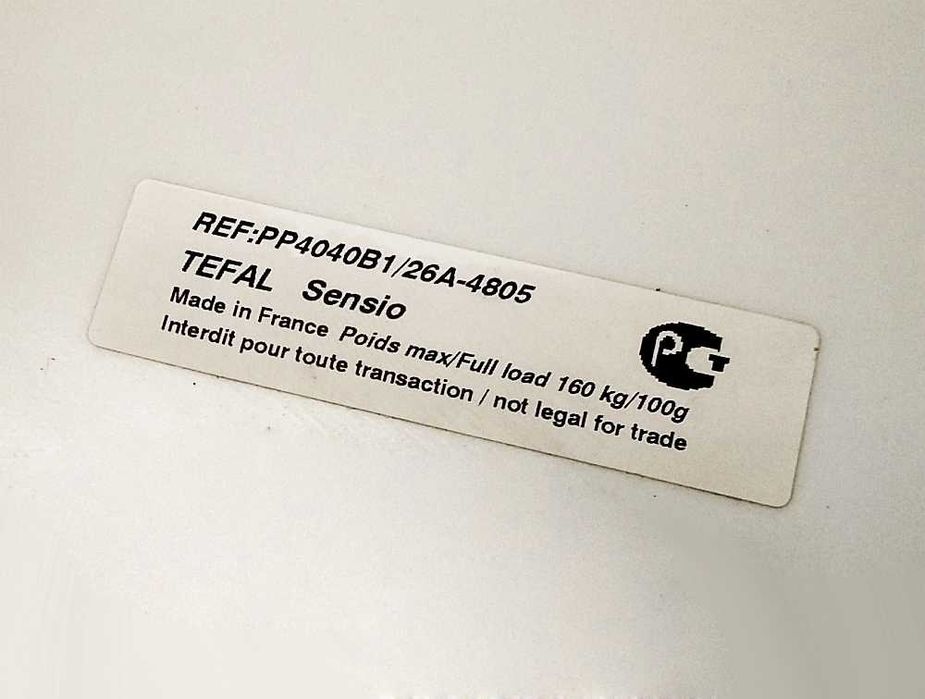 REF:PP4040B1/26A-4805
TEFAL Sensio
Made in France Poids max/Full load 160 kg/100g
Interdit pour toute transaction / not legal for trade
РСТ